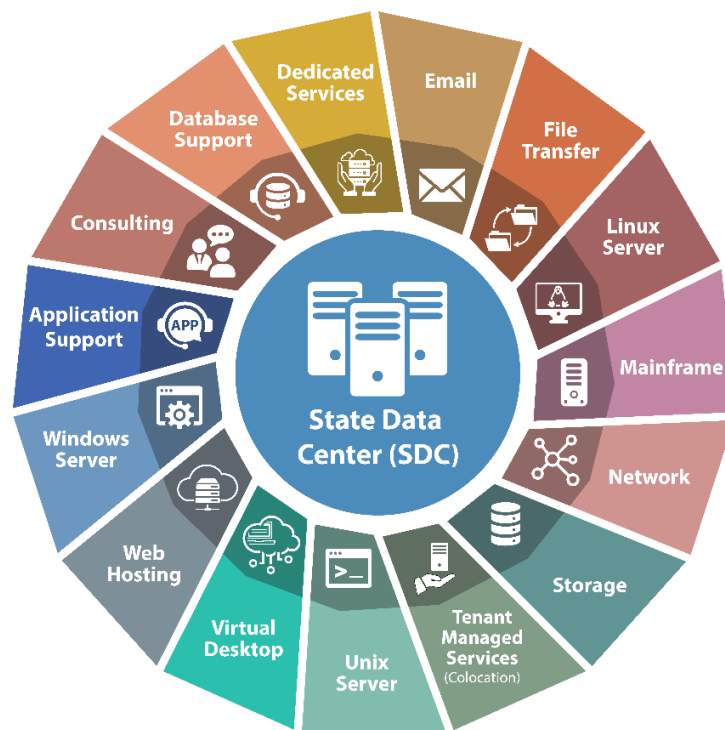 Dedicated
Services
Email
File
Transfer
Linux
Server
Mainframe
Network
Storage
Tenant
Managed
Services
(Colocation)
Unix
Server
>_
Virtual
Desktop
Web
Hosting
Windows
Server
Application
Support
APP
Consulting
Database
Support
State Data
Center (SDC)